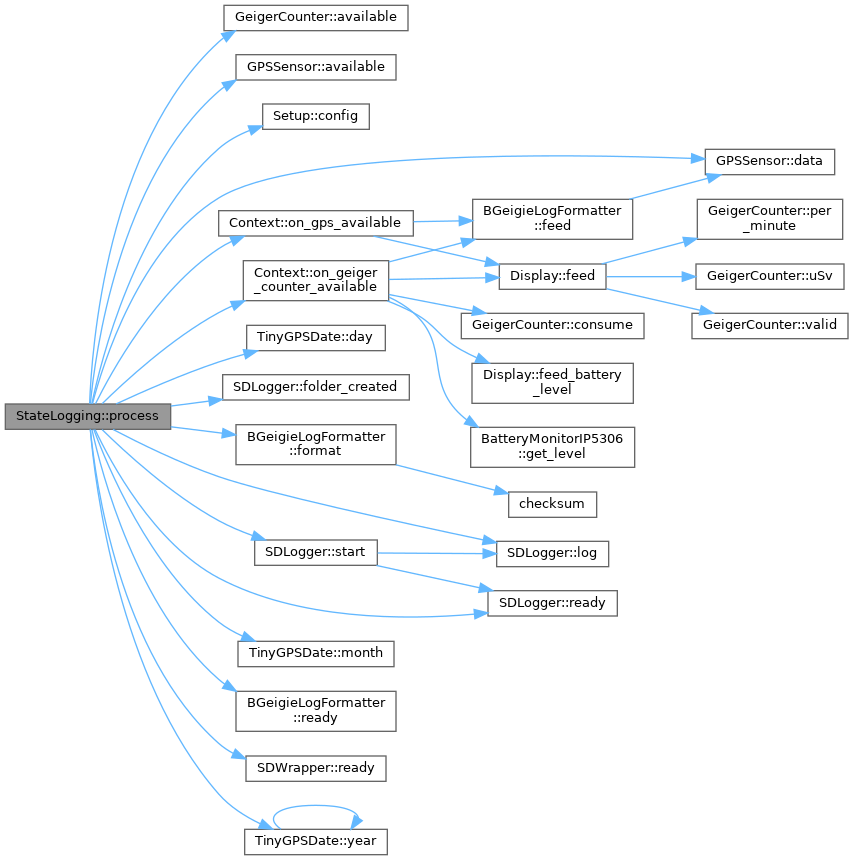 GeigerCounter::available
GPSSensor::available
Setup::config
GPSSensor::data
Context::on_gps_available
BGeigieLogFormatter
::feed
GeigerCounter::per
_minute
Context::on_geiger
_counter_available
Display::feed
GeigerCounter::uSv
GeigerCounter::consume
GeigerCounter::valid
TinyGPSDate::day
Display::feed_battery
_level
SDLogger::folder_created
StateLogging::process
BGeigieLogFormatter
::format
BatteryMonitorIP5306
::get_level
checksum
SDLogger::start
SDLogger::log
SDLogger::ready
TinyGPSDate::month
BGeigieLogFormatter
::ready
SDWrapper::ready
TinyGPSDate::year